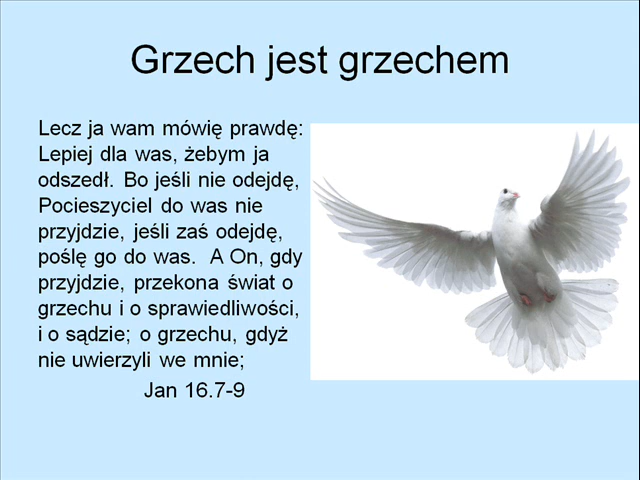 Grzech jest grzechem
Lecz ja wam mówię prawdę:
Lepiej dla was, żebym ja
odszedł. Bo jeśli nie odejdę,
Pocieszyciel do was nie
przyjdzie, jeśli zaś odejdę,
poślę go do was. A On, gdy
przyjdzie, przekona świat o
grzechu i o sprawiedliwości,
i o sądzie; o grzechu, gdyż
nie uwierzyli we mnie;
Jan 16.7-9